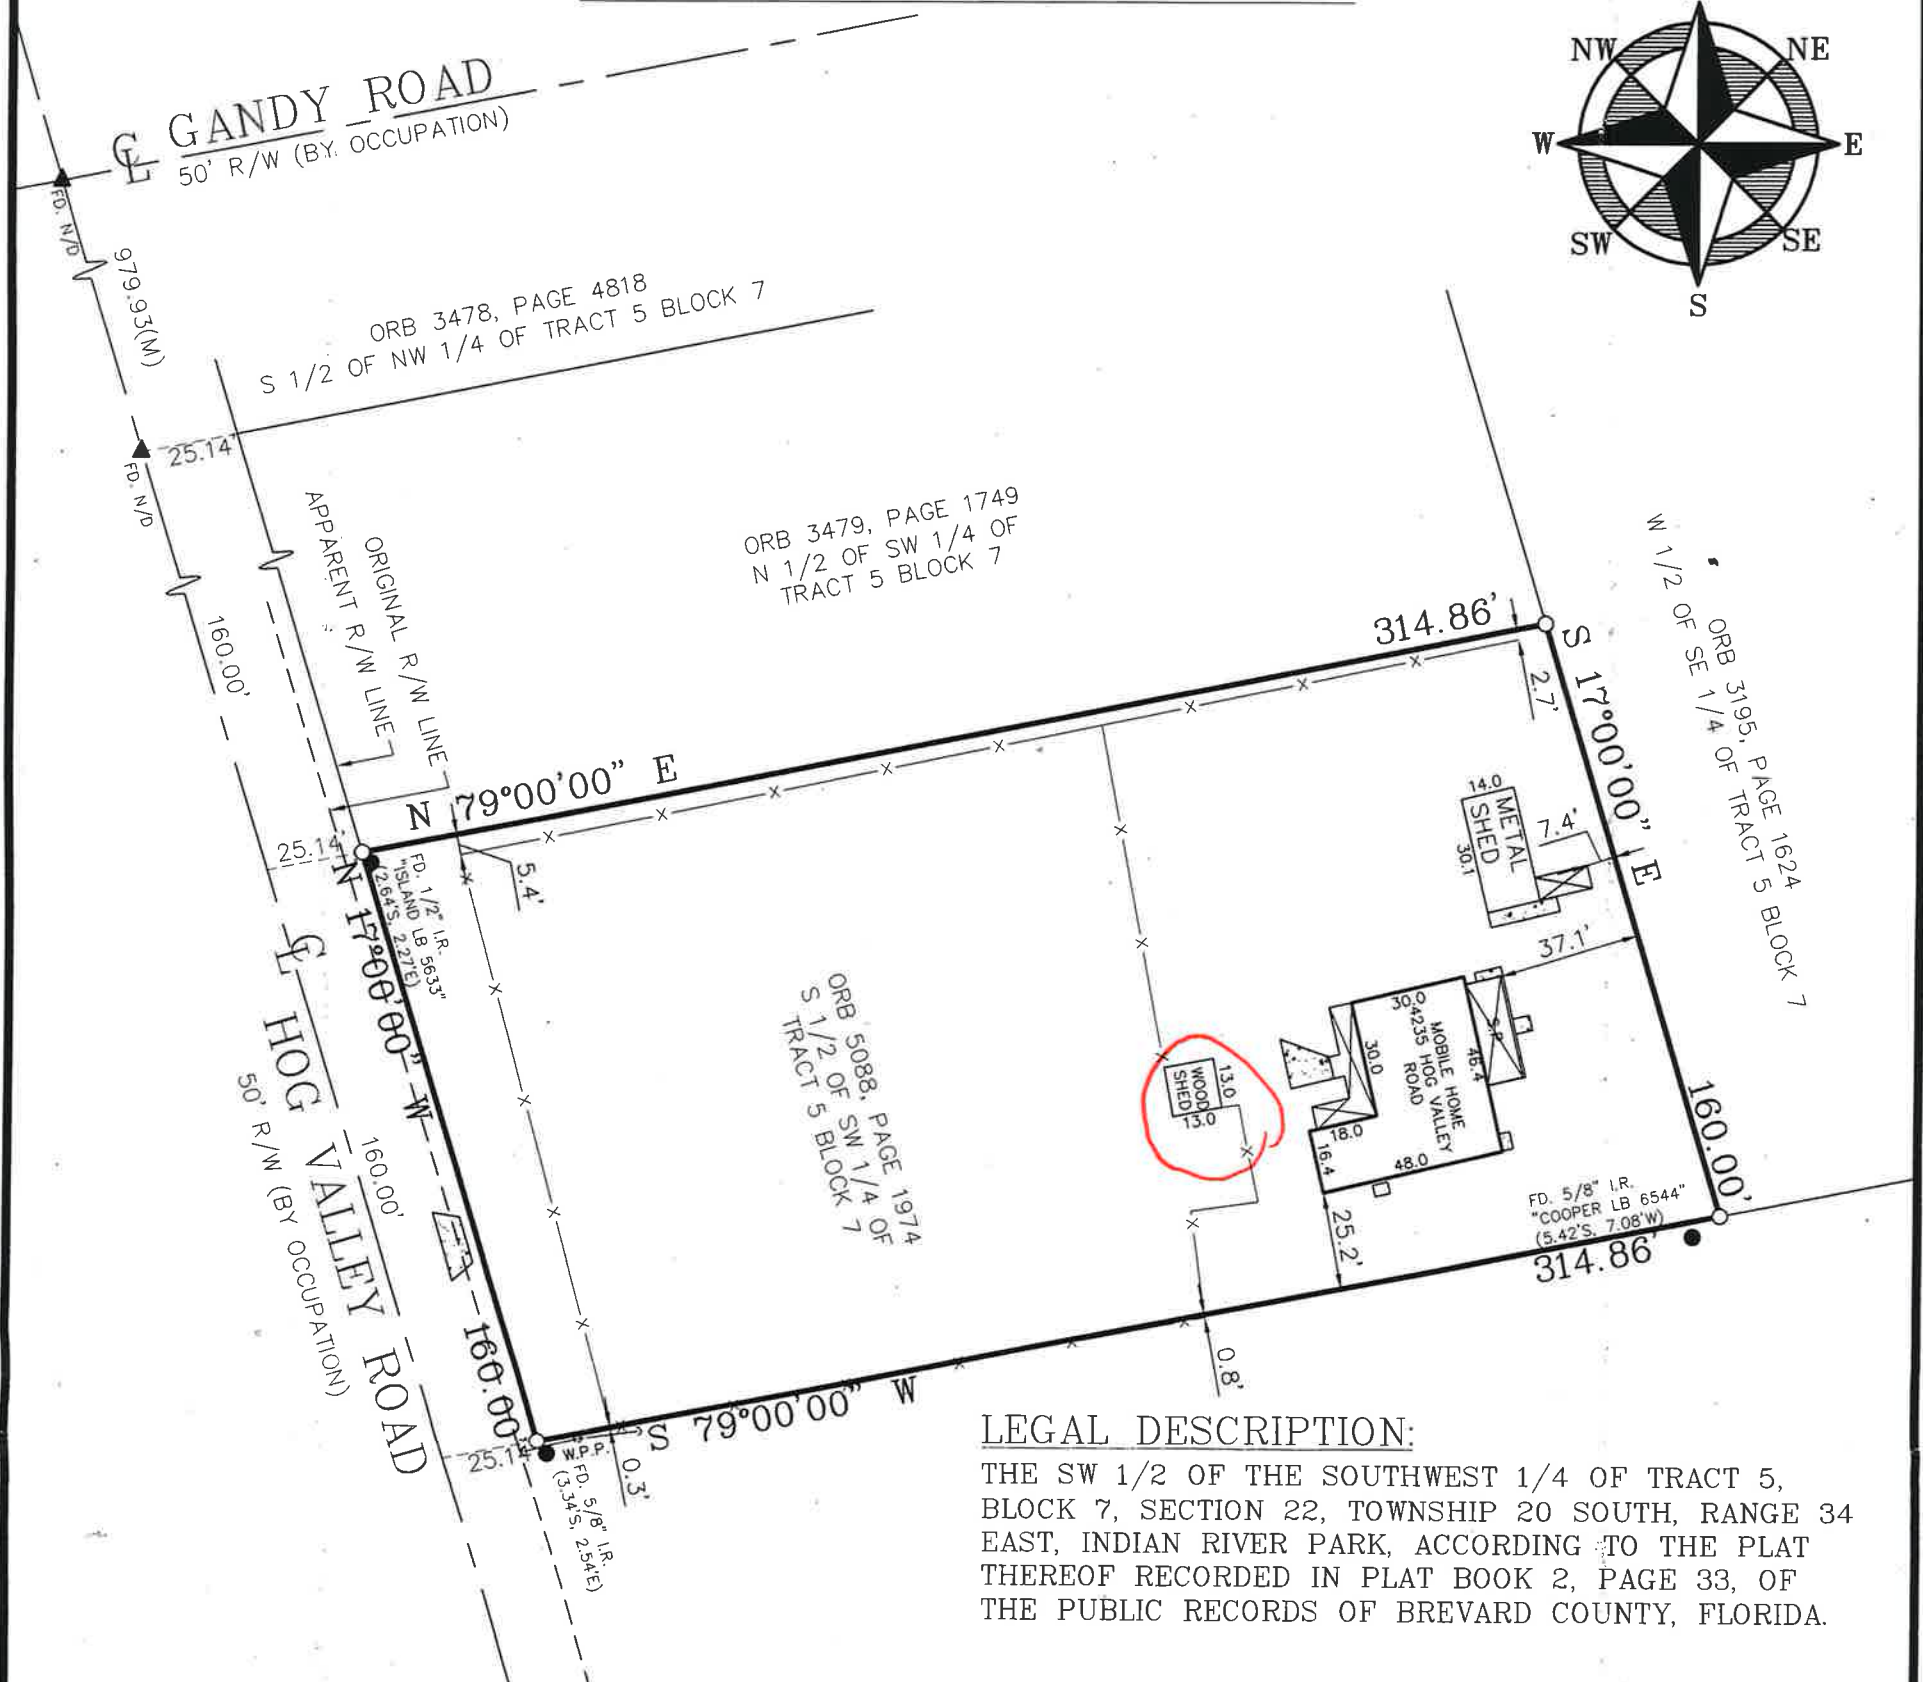 NW
NE
W
E
SW
SE
S
℄ GANDY ROAD
50' R/W (BY OCCUPATION)
FD. N/D
979.93(M)
ORB 3478, PAGE 4818
S 1/2 OF NW 1/4 OF TRACT 5 BLOCK 7
25.14'
FD. N/D
160.00'
ORIGINAL R/W LINE
APPARENT R/W LINE
ORB 3479, PAGE 1749
N 1/2 OF SW 1/4 OF
TRACT 5 BLOCK 7
314.86'
N 79°00'00" E
2.7'
S 17°00'00" E
160.00'
ORB 3195, PAGE 1624
W 1/2 OF SE 1/4 OF TRACT 5 BLOCK 7
14.0
METAL
SHED
30.1
7.4'
37.1'
25.14'
FD. 1/2" I.R.
"ISLAND LB 5633"
(2.64'S, 2.27'E)
5.4'
N 17°00'00" W
160.00'
℄ HOG VALLEY ROAD
50' R/W (BY OCCUPATION)
160.00'
ORB 5088, PAGE 1974
S 1/2 OF SW 1/4 OF
TRACT 5 BLOCK 7
WOOD
SHED
13.0
13.0
30.0
MOBILE HOME
4235 HOG VALLEY
ROAD
30.0
46.4
S.P.
18.0
16.4
48.0
25.2'
FD. 5/8" I.R.
"COOPER LB 6544"
(5.42'S, 7.08'W)
314.86'
0.8'
S 79°00'00" W
25.14'
W.P.P.
0.3'
FD. 5/8" I.R.
(3.34'S, 2.54'E)
LEGAL DESCRIPTION:
THE SW 1/2 OF THE SOUTHWEST 1/4 OF TRACT 5,
BLOCK 7, SECTION 22, TOWNSHIP 20 SOUTH, RANGE 34
EAST, INDIAN RIVER PARK, ACCORDING TO THE PLAT
THEREOF RECORDED IN PLAT BOOK 2, PAGE 33, OF
THE PUBLIC RECORDS OF BREVARD COUNTY, FLORIDA.